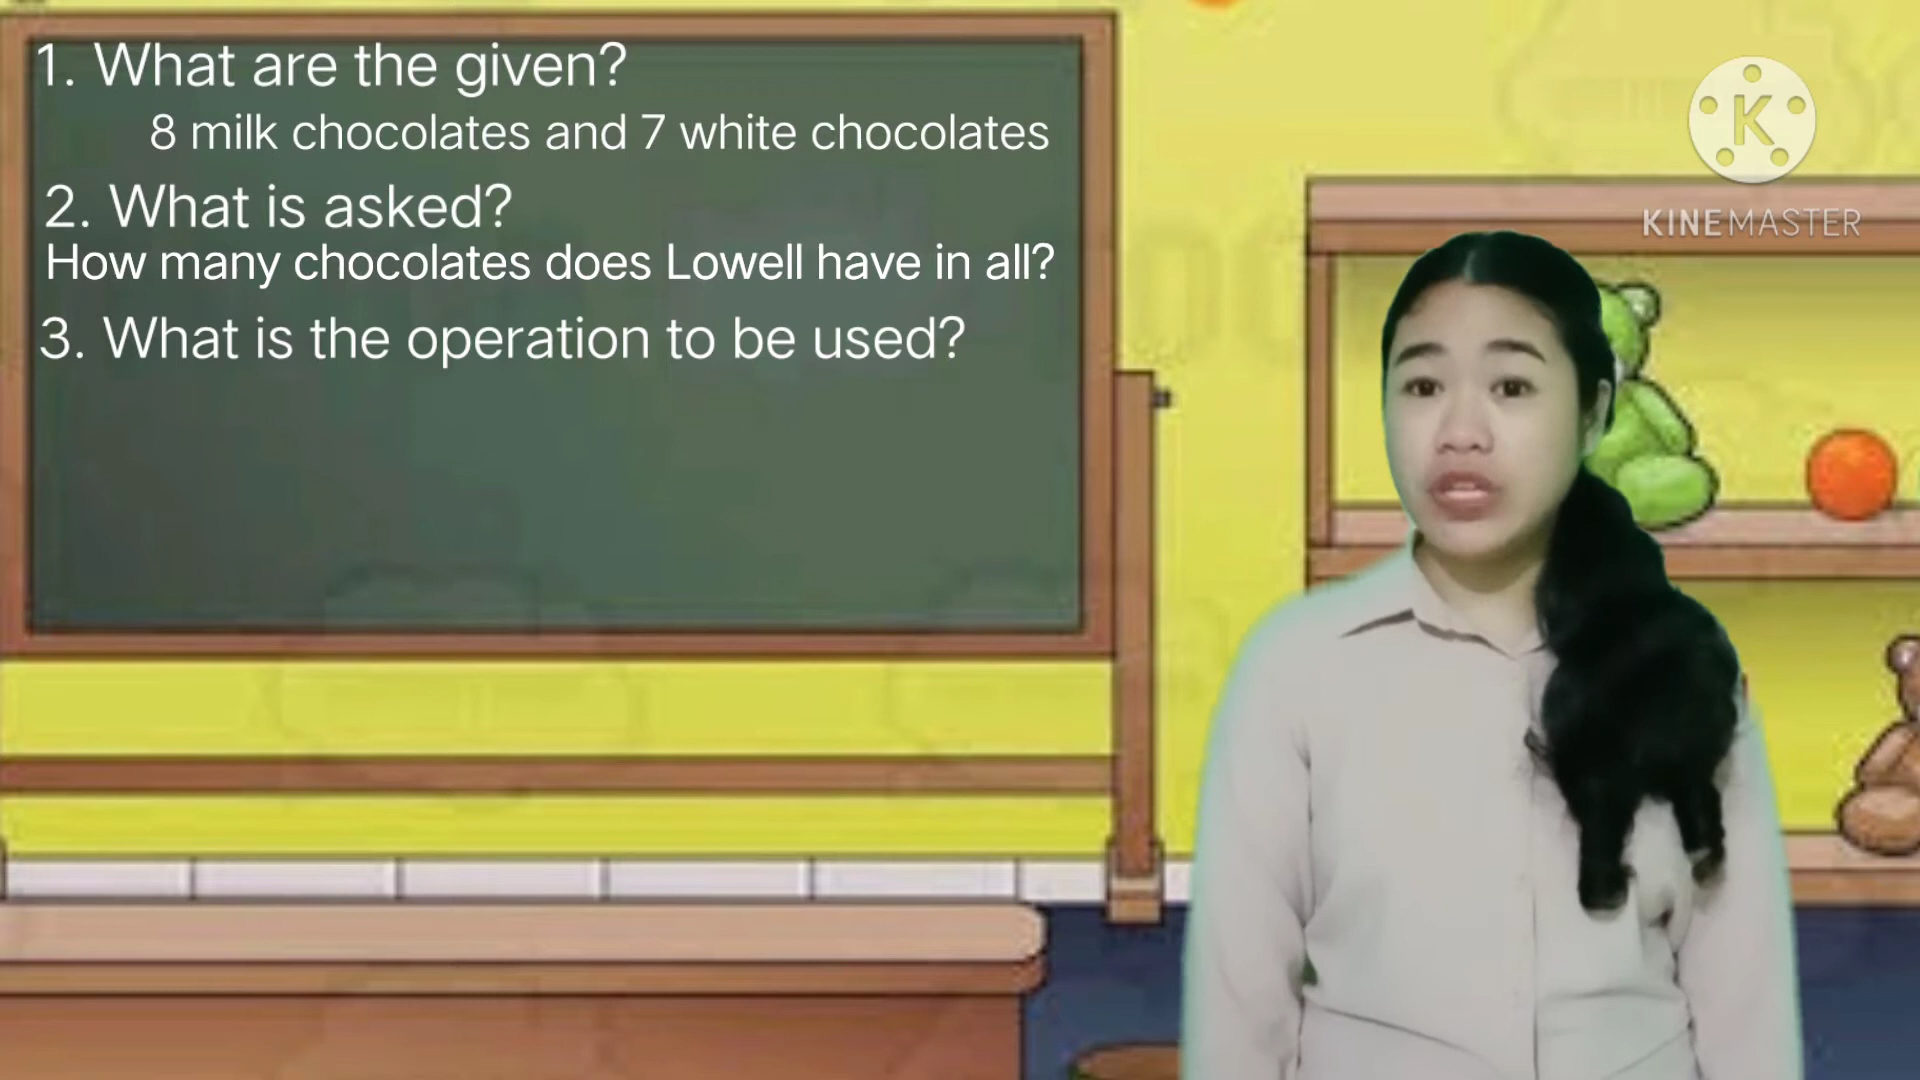 1. What are the given?
8 milk chocolates and 7 white chocolates
2. What is asked?
How many chocolates does Lowell have in all?
3. What is the operation to be used?
K
KINEMASTER